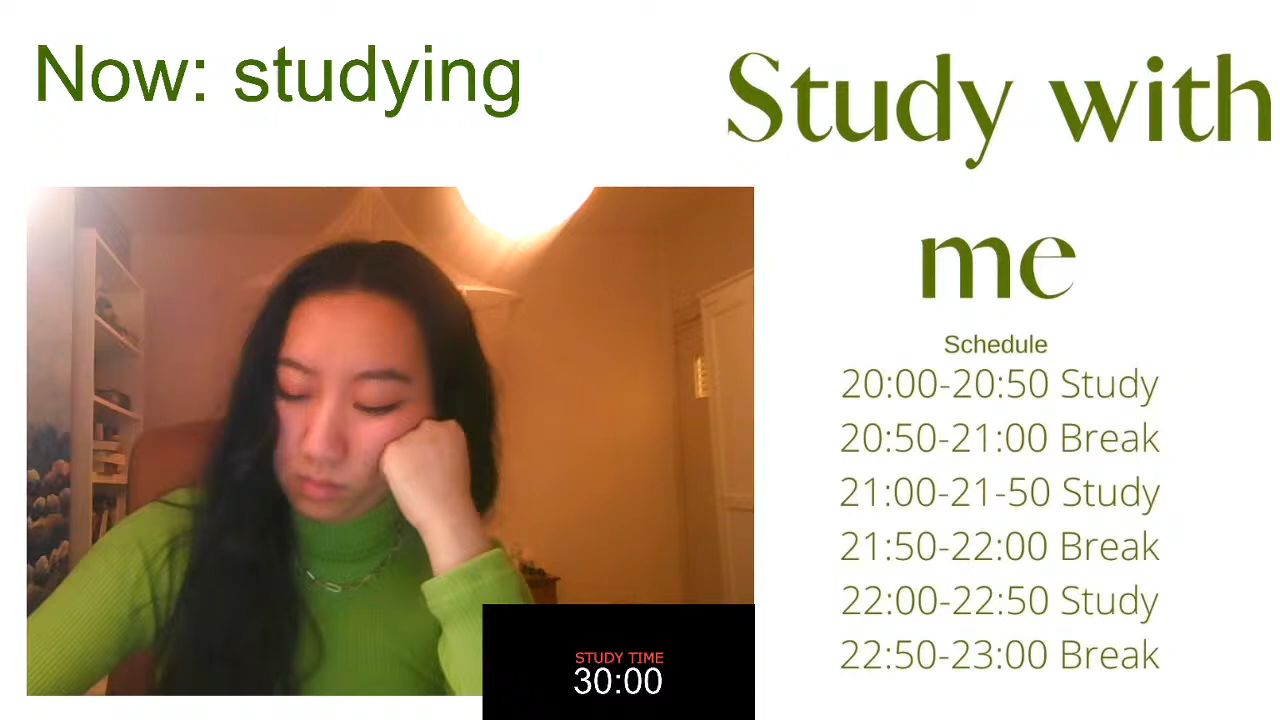 Now: studying
Study with
me
Schedule
20:00-20:50 Study
20:50-21:00 Break
21:00-21-50 Study
21:50-22:00 Break
22:00-22:50 Study
22:50-23:00 Break
STUDY TIME
30:00